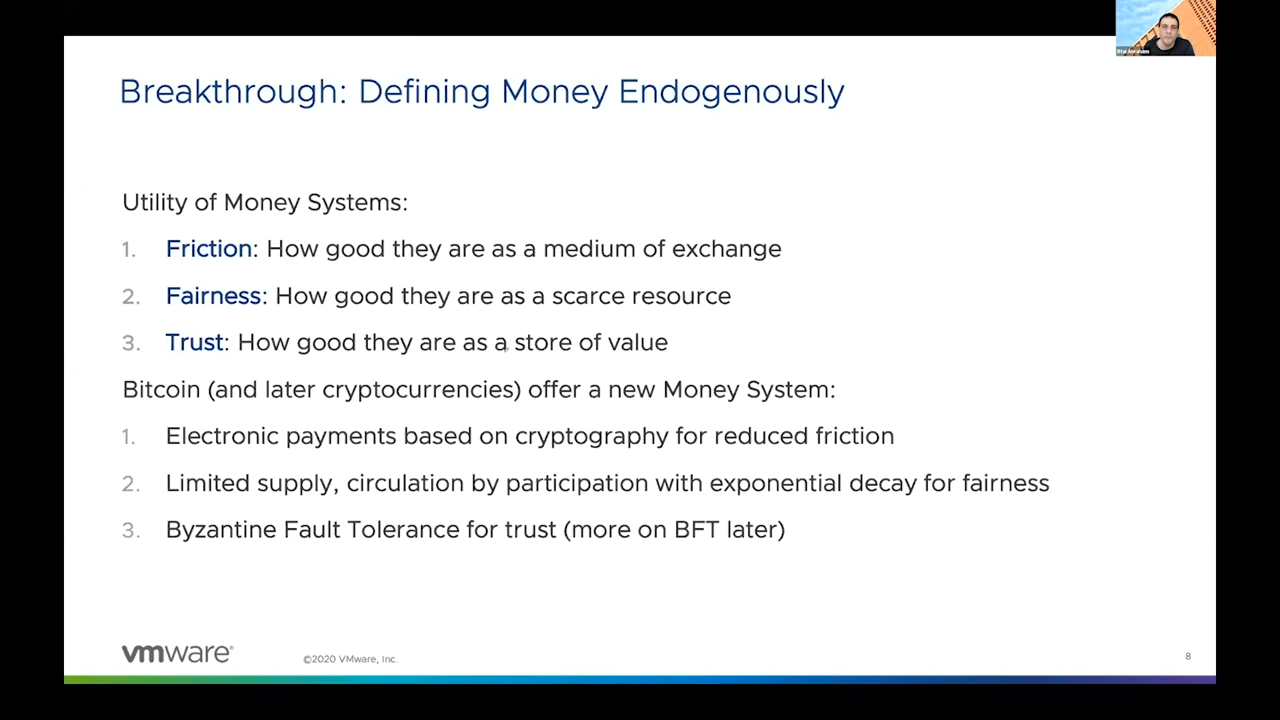 Ittai Abraham
Breakthrough: Defining Money Endogenously
Utility of Money Systems:
1. Friction: How good they are as a medium of exchange
2. Fairness: How good they are as a scarce resource
3. Trust: How good they are as a store of value
Bitcoin (and later cryptocurrencies) offer a new Money System:
1. Electronic payments based on cryptography for reduced friction
2. Limited supply, circulation by participation with exponential decay for fairness
3. Byzantine Fault Tolerance for trust (more on BFT later)
vmware®
©2020 VMware, Inc.
8